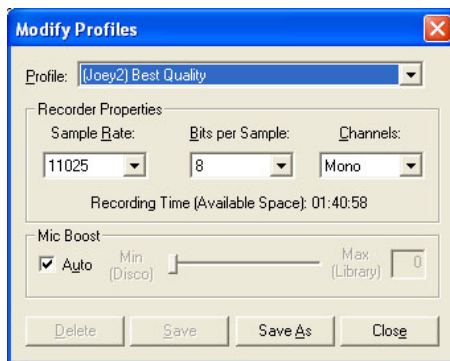 Modify Profiles
Profile: (Joey2) Best Quality
Recorder Properties
Sample Rate: Bits per Sample: Channels:
11025 8 Mono
Recording Time (Available Space): 01:40:58
Mic Boost
Auto Min (Disco) Max (Library) 0
Delete Save Save As Close